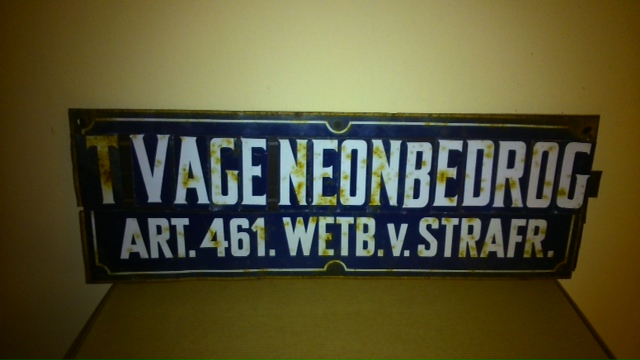 T VAGE NEONBEDROG
ART. 461. WETB. v. STRAFR.